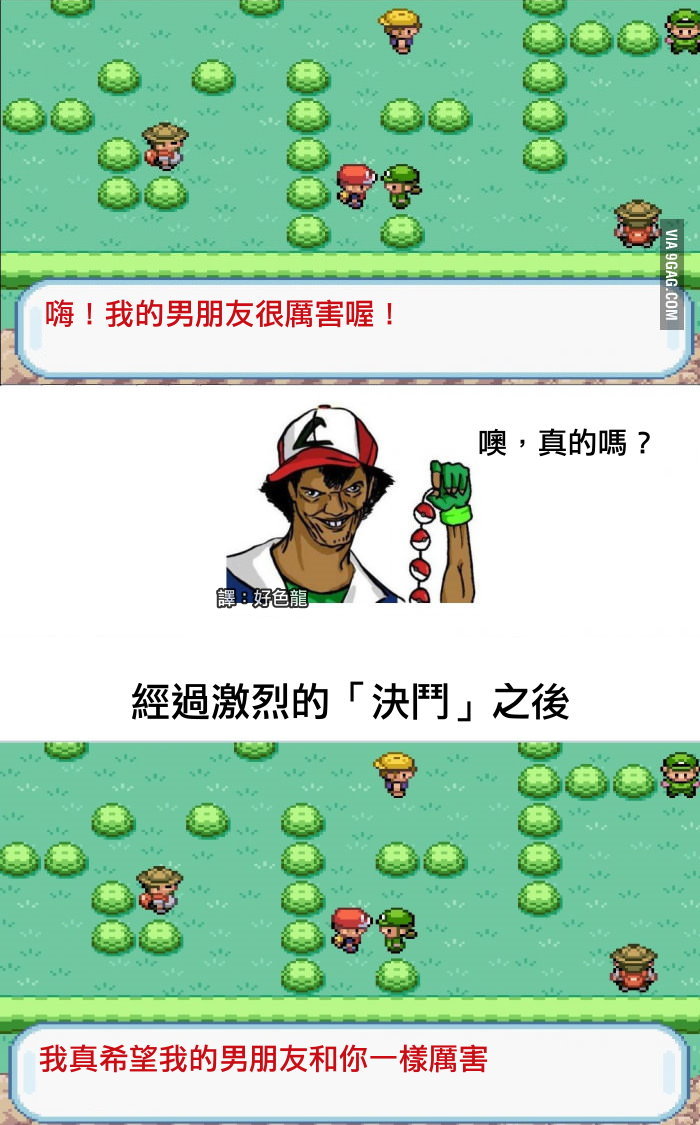 嗨！我的男朋友很厲害喔！
VIA 9GAG.COM
噢，真的嗎？
譯：好色龍
經過激烈的「決鬥」之後
我真希望我的男朋友和你一樣厲害